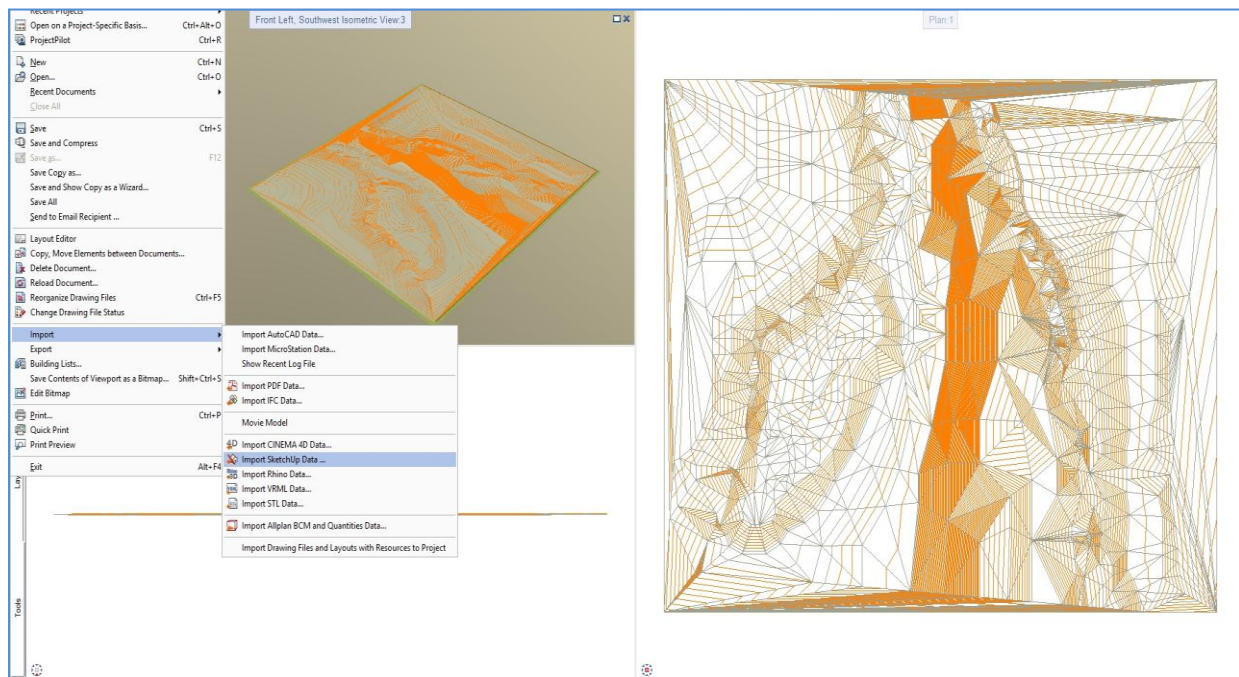 Recent Projects
Open on a Project-Specific Basis... Ctrl+Alt+O
ProjectPilot Ctrl+R
New Ctrl+N
Open... Ctrl+O
Recent Documents
Close All
Save Ctrl+S
Save and Compress
Save as... F12
Save Copy as...
Save and Show Copy as a Wizard...
Save All
Send to Email Recipient ...
Layout Editor
Copy, Move Elements between Documents...
Delete Document...
Reload Document...
Reorganize Drawing Files Ctrl+F5
Change Drawing File Status
Import
Export
Building Lists...
Save Contents of Viewport as a Bitmap... Shift+Ctrl+S
Edit Bitmap
Print... Ctrl+P
Quick Print
Print Preview
Exit Alt+F4
Lay
Tools
Front Left, Southwest Isometric View:3
Import AutoCAD Data...
Import MicroStation Data...
Show Recent Log File
Import PDF Data...
Import IFC Data...
Movie Model
Import CINEMA 4D Data...
Import SketchUp Data ...
Import Rhino Data...
Import VRML Data...
Import STL Data...
Import Allplan BCM and Quantities Data...
Import Drawing Files and Layouts with Resources to Project
Plan:1